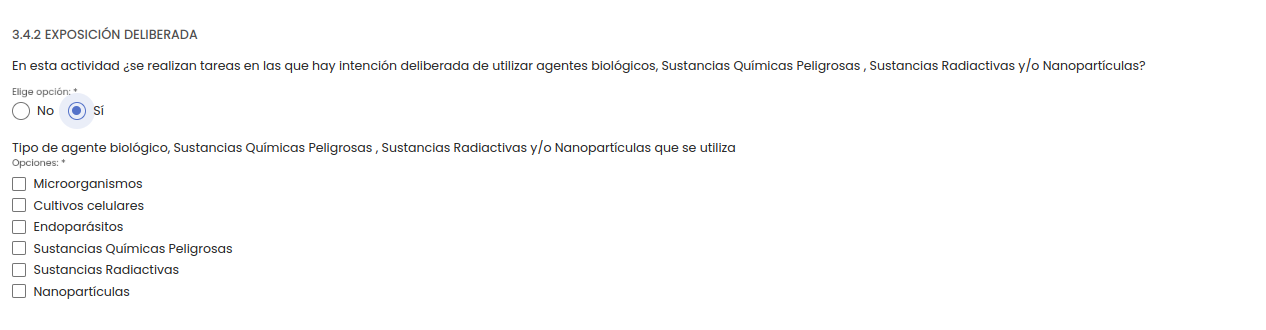 3.4.2 EXPOSICIÓN DELIBERADA
En esta actividad ¿se realizan tareas en las que hay intención deliberada de utilizar agentes biológicos, Sustancias Químicas Peligrosas , Sustancias Radiactivas y/o Nanopartículas?
Elige opción: *
No Sí
Tipo de agente biológico, Sustancias Químicas Peligrosas , Sustancias Radiactivas y/o Nanopartículas que se utiliza
Opciones: *
Microorganismos
Cultivos celulares
Endoparásitos
Sustancias Químicas Peligrosas
Sustancias Radiactivas
Nanopartículas